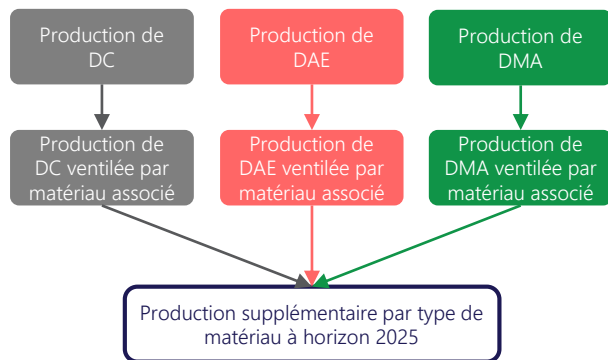 Production de
DC
Production de
DAE
Production de
DMA
Production de
DC ventilée par
matériau associé
Production de
DAE ventilée par
matériau associé
Production de
DMA ventilée par
matériau associé
Production supplémentaire par type de
matériau à horizon 2025